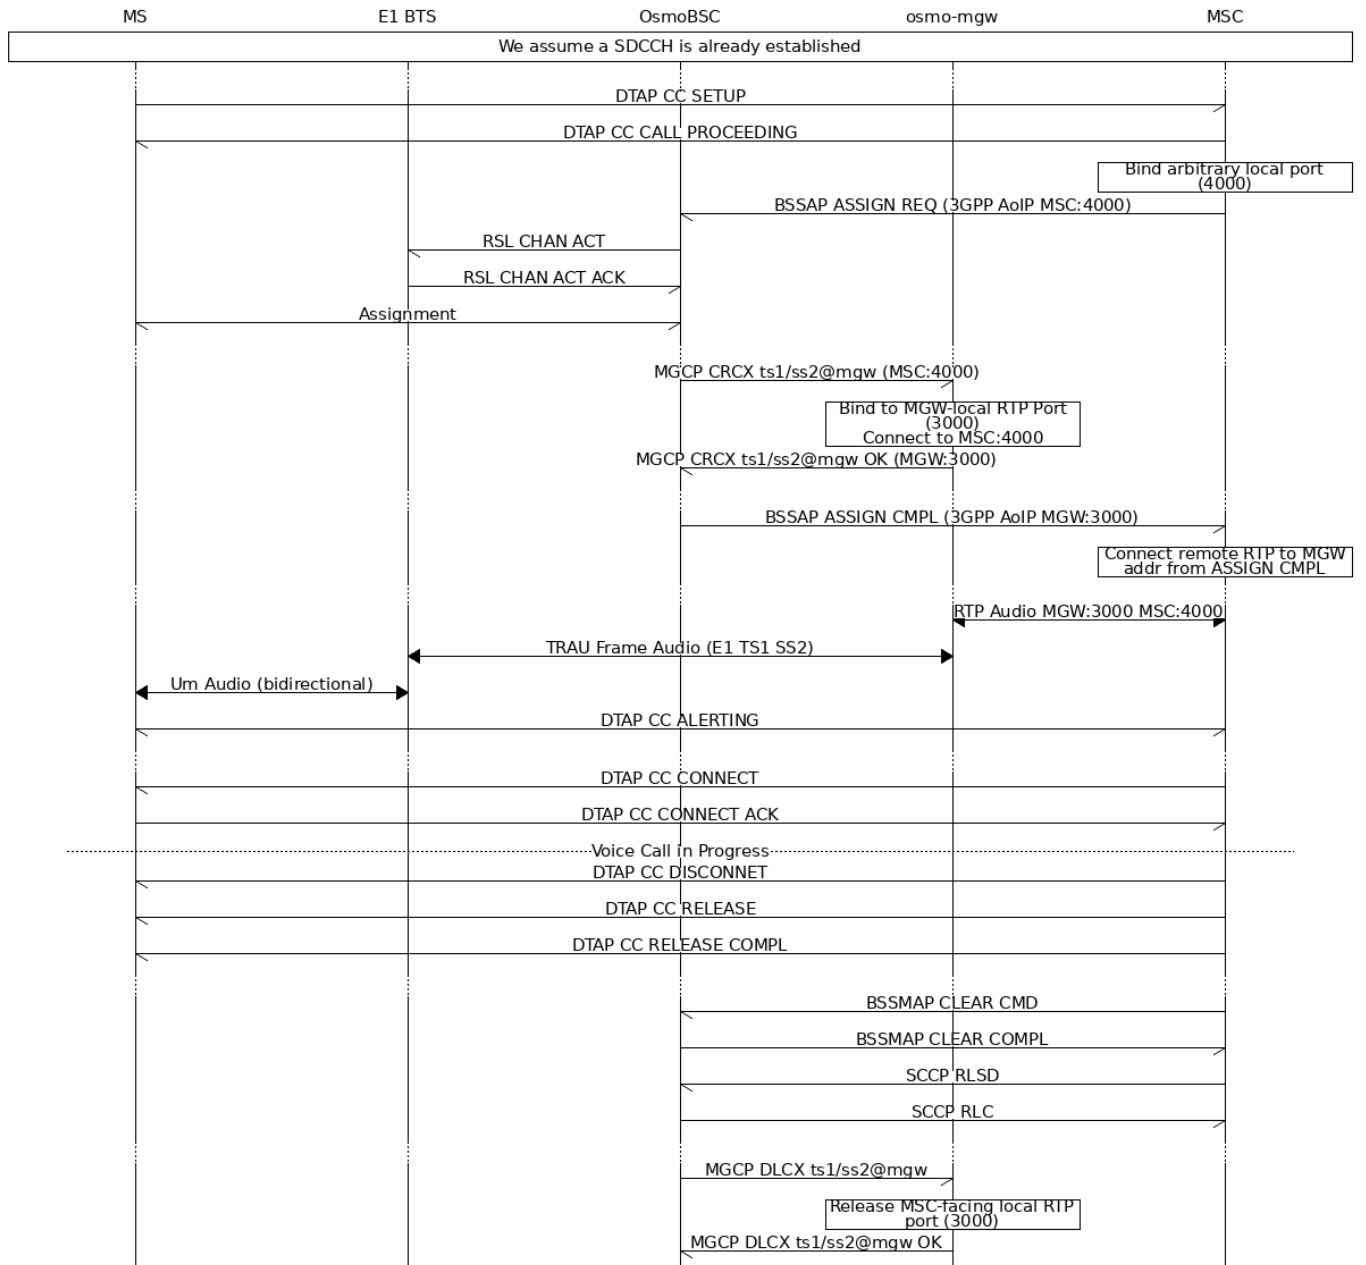 MS E1 BTS OsmoBSC osmo-mgw MSC
We assume a SDCCH is already established
DTAP CC SETUP
DTAP CC CALL PROCEEDING
Bind arbitrary local port
(4000)
BSSAP ASSIGN REQ (3GPP AoIP MSC:4000)
RSL CHAN ACT
RSL CHAN ACT ACK
Assignment
MGCP CRCX ts1/ss2@mgw (MSC:4000)
Bind to MGW-local RTP Port
(3000)
Connect to MSC:4000
MGCP CRCX ts1/ss2@mgw OK (MGW:3000)
BSSAP ASSIGN CMPL (3GPP AoIP MGW:3000)
Connect remote RTP to MGW
addr from ASSIGN CMPL
RTP Audio MGW:3000 MSC:4000
TRAU Frame Audio (E1 TS1 SS2)
Um Audio (bidirectional)
DTAP CC ALERTING
DTAP CC CONNECT
DTAP CC CONNECT ACK
Voice Call in Progress
DTAP CC DISCONNET
DTAP CC RELEASE
DTAP CC RELEASE COMPL
BSSMAP CLEAR CMD
BSSMAP CLEAR COMPL
SCCP RLSD
SCCP RLC
MGCP DLCX ts1/ss2@mgw
Release MSC-facing local RTP
port (3000)
MGCP DLCX ts1/ss2@mgw OK